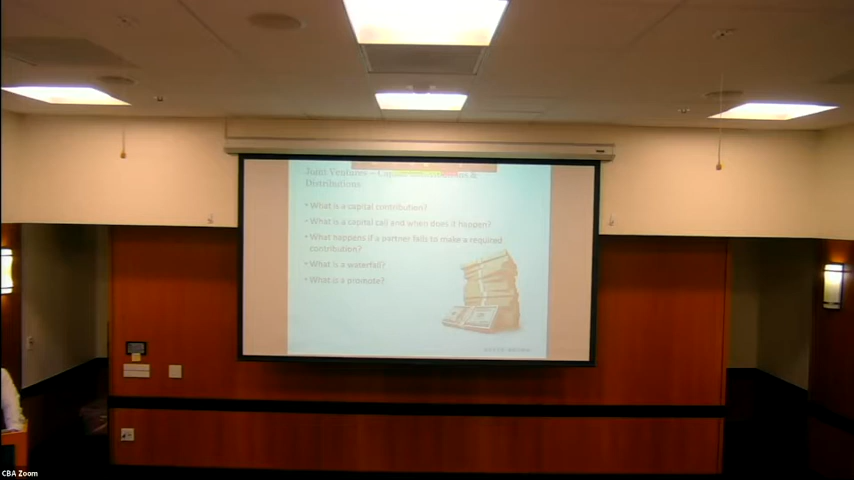 Joint Ventures – Capital Contributions &
Distributions
• What is a capital contribution?
• What is a capital call and when does it happen?
• What happens if a partner fails to make a required
contribution?
• What is a waterfall?
• What is a promote?
CBA Zoom